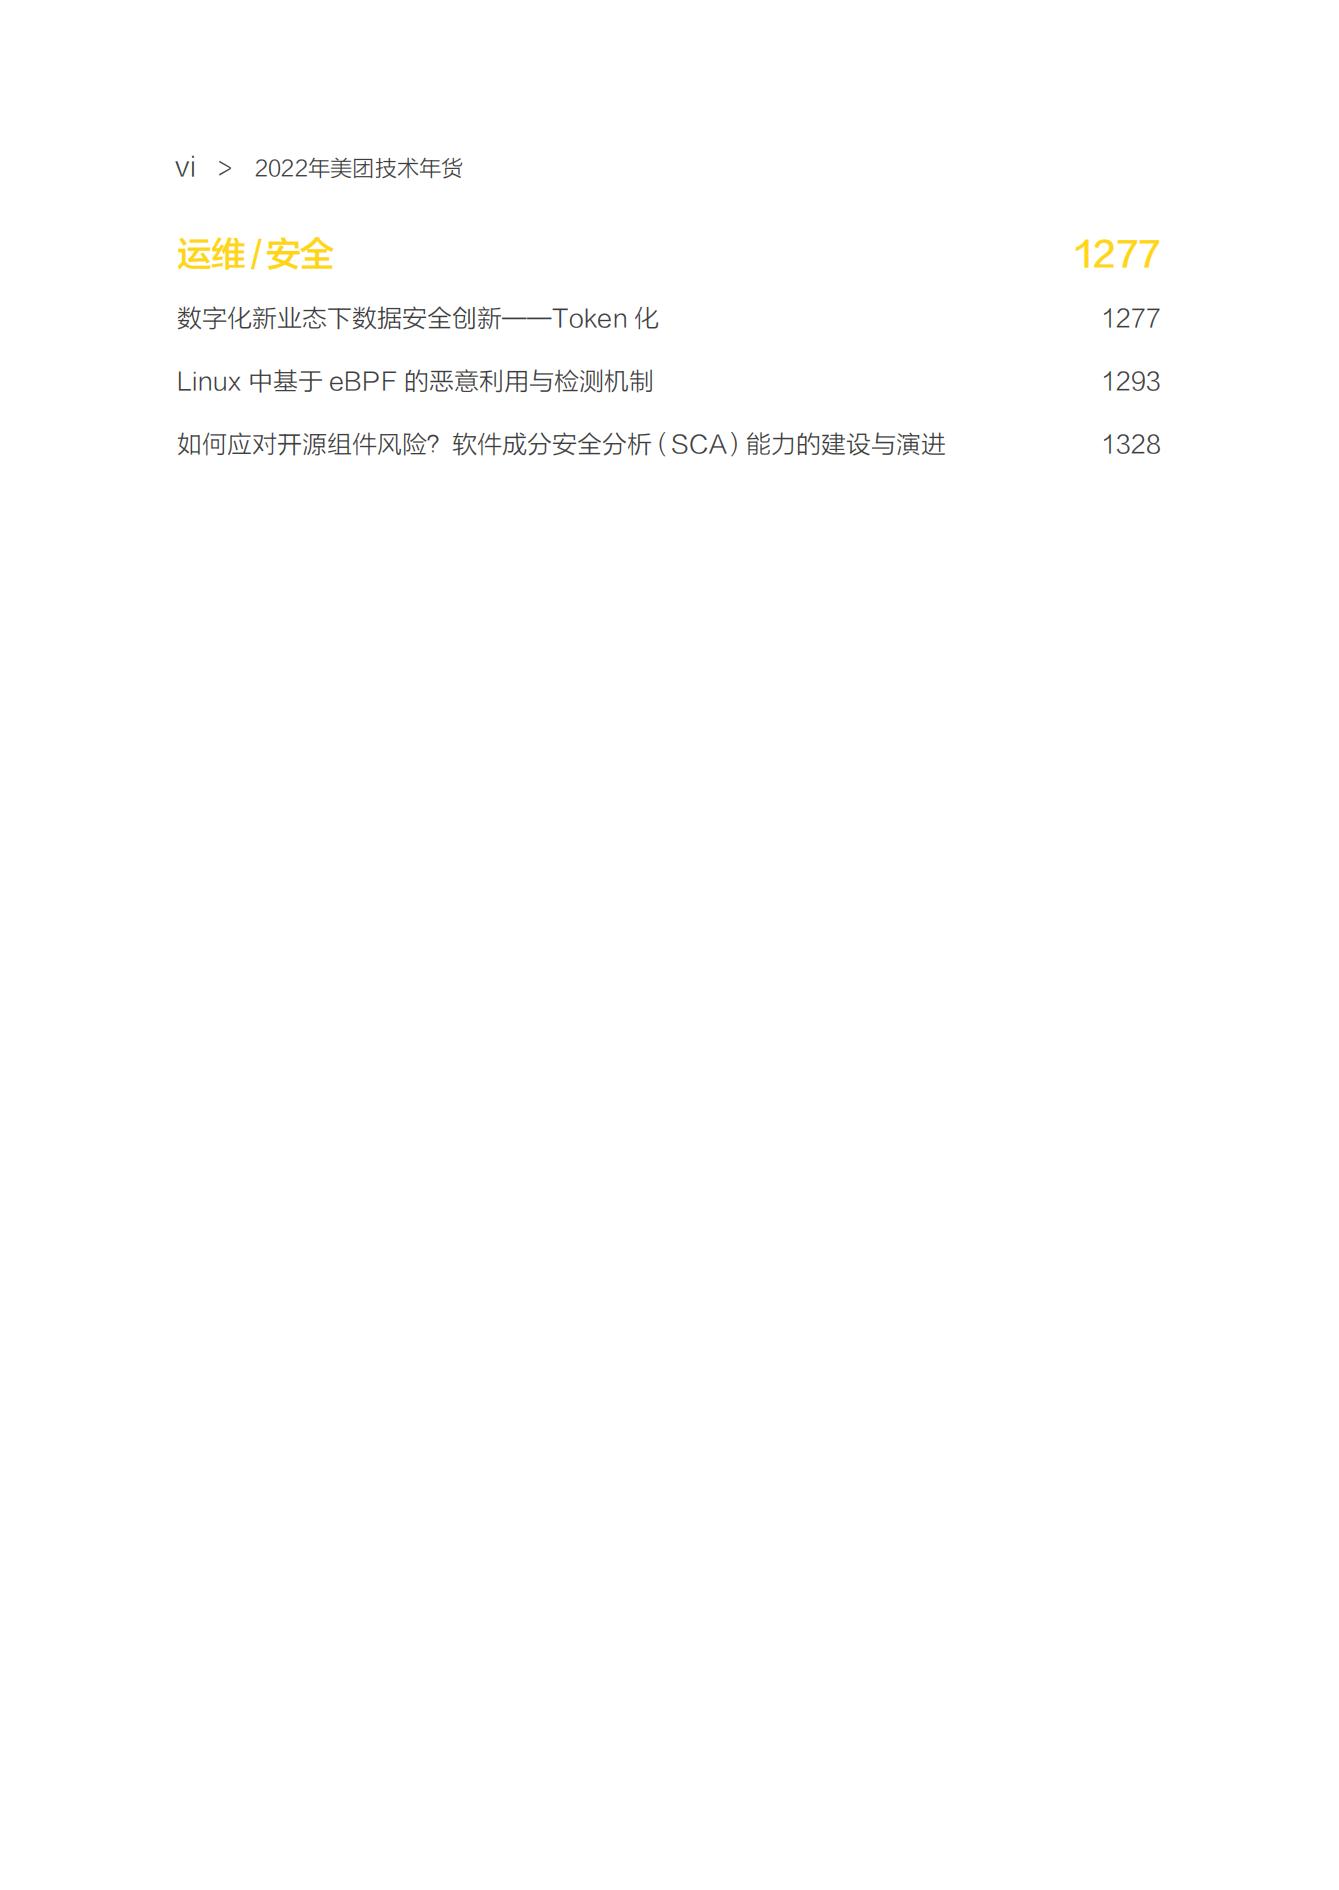 vi > 2022年美团技术年货
运维 / 安全 1277
数字化新业态下数据安全创新——Token 化 1277
Linux 中基于 eBPF 的恶意利用与检测机制 1293
如何应对开源组件风险？软件成分安全分析（SCA）能力的建设与演进 1328